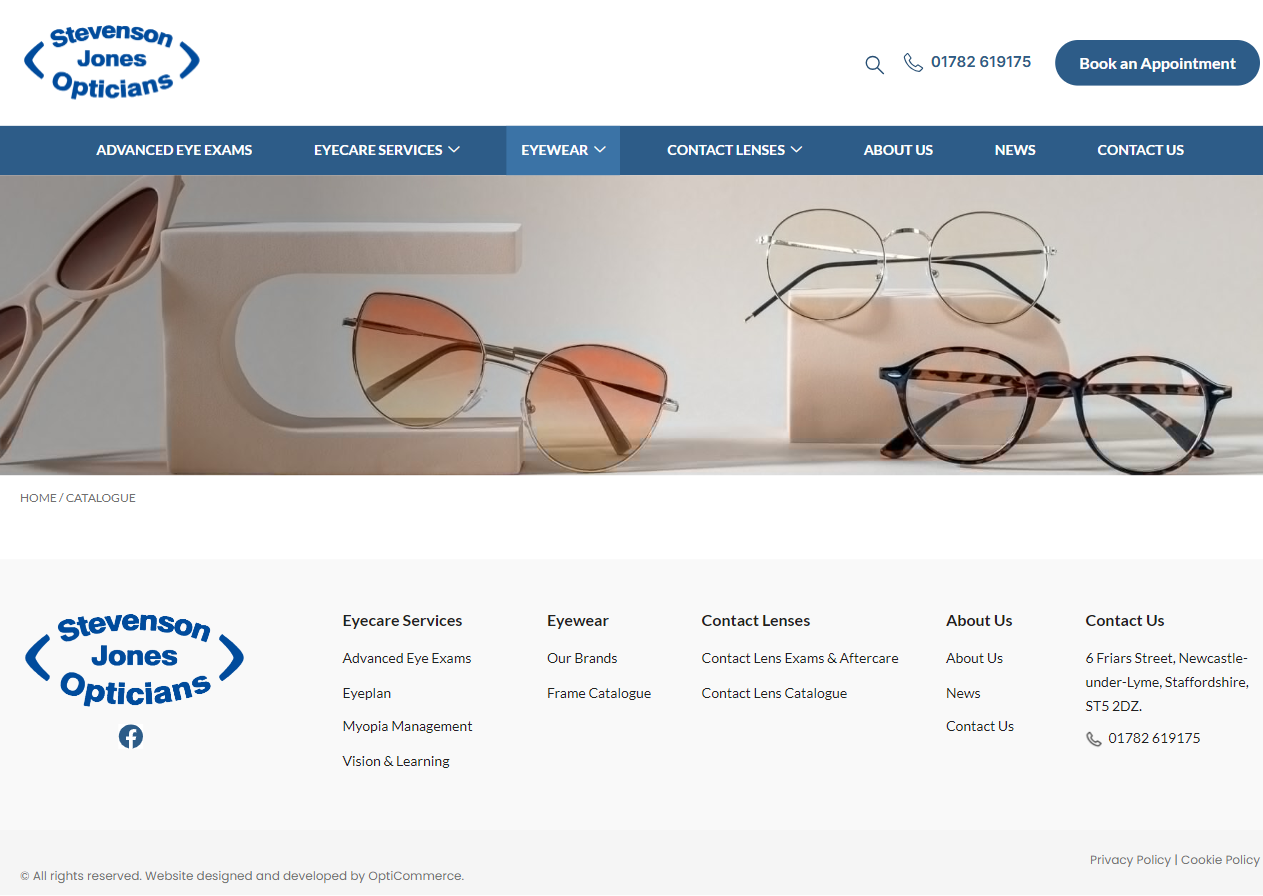 Stevenson
Jones
Opticians
01782 619175
Book an Appointment
ADVANCED EYE EXAMS
EYECARE SERVICES
EYEWEAR
CONTACT LENSES
ABOUT US
NEWS
CONTACT US
HOME / CATALOGUE
Stevenson
Jones
Opticians
Eyecare Services
Advanced Eye Exams
Eyeplan
Myopia Management
Vision & Learning
Eyewear
Our Brands
Frame Catalogue
Contact Lenses
Contact Lens Exams & Aftercare
Contact Lens Catalogue
About Us
About Us
News
Contact Us
Contact Us
6 Friars Street, Newcastle-
under-Lyme, Staffordshire,
ST5 2DZ.
01782 619175
Privacy Policy | Cookie Policy
© All rights reserved. Website designed and developed by OptiCommerce.